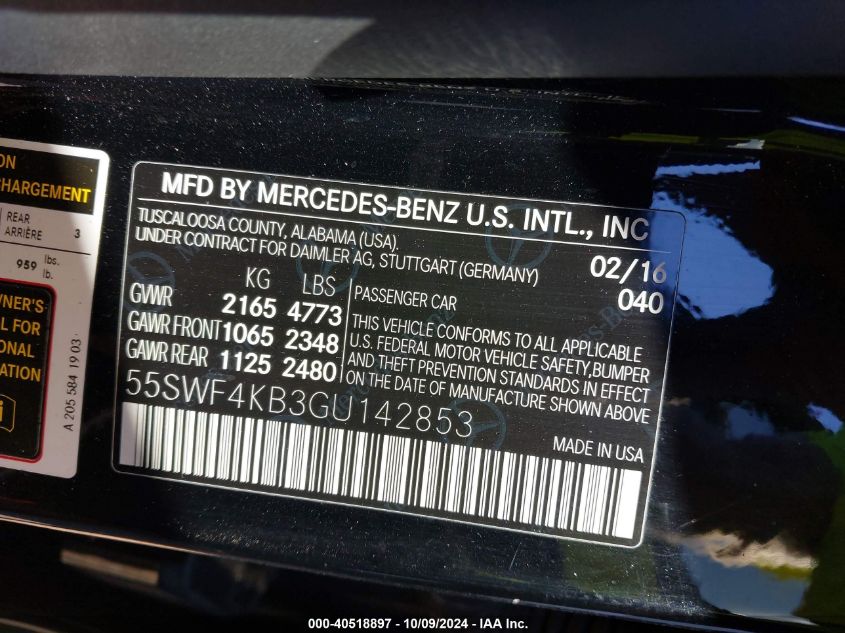 ON
CHARGEMENT
REAR
ARRIÈRE 3
959 lbs.
lb.
WNER'S
L FOR
ONAL
ATION
A 205 584 19 03
MFD BY MERCEDES-BENZ U.S. INTL., INC
TUSCALOOSA COUNTY, ALABAMA (USA).
UNDER CONTRACT FOR DAIMLER AG, STUTTGART (GERMANY) 02/16
KG LBS
GVWR 2165 4773
GAWR FRONT 1065 2348
GAWR REAR 1125 2480
PASSENGER CAR 040
THIS VEHICLE CONFORMS TO ALL APPLICABLE
U.S. FEDERAL MOTOR VEHICLE SAFETY,BUMPER
AND THEFT PREVENTION STANDARDS IN EFFECT
ON THE DATE OF MANUFACTURE SHOWN ABOVE
55SWF4KB3GU142853
MADE IN USA
000-40518897 - 10/09/2024 - IAA Inc.